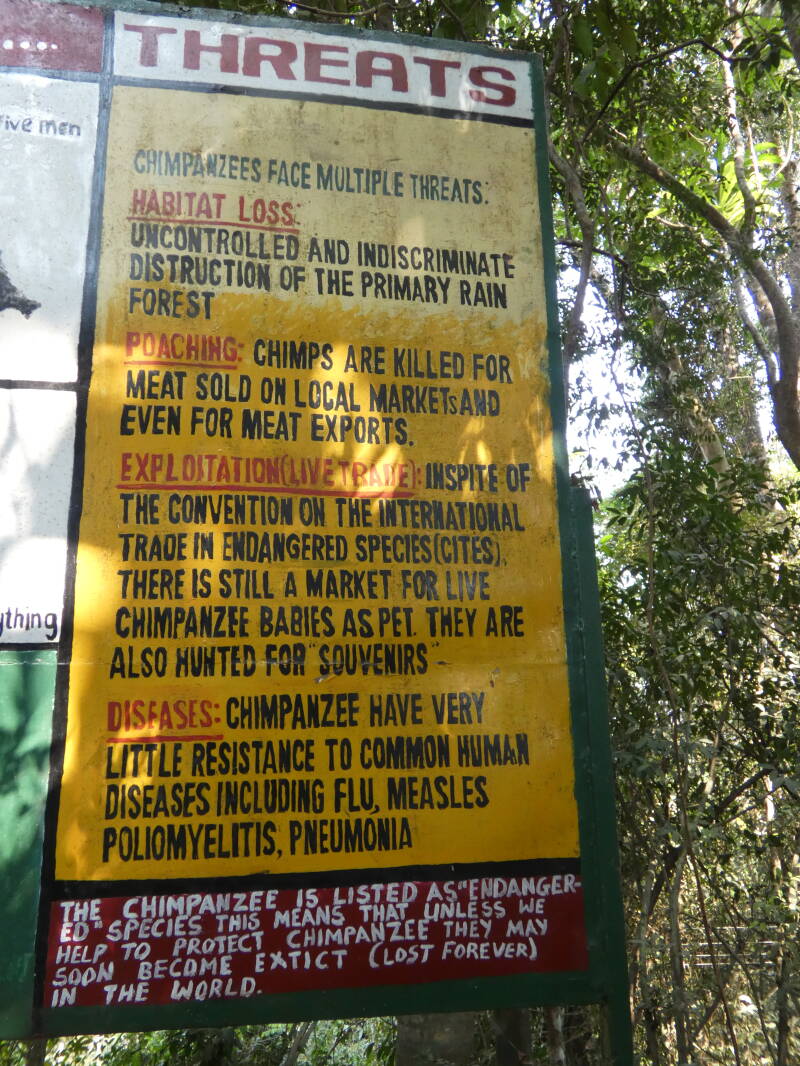 THREATS
ive men
CHIMPANZEES FACE MULTIPLE THREATS:
HABITAT LOSS:
UNCONTROLLED AND INDISCRIMINATE
DISTRUCTION OF THE PRIMARY RAIN
FOREST
POACHING: CHIMPS ARE KILLED FOR
MEAT SOLD ON LOCAL MARKETS AND
EVEN FOR MEAT EXPORTS.
EXPLOITATION(LIVE TRADE): INSPITE OF
THE CONVENTION ON THE INTERNATIONAL
TRADE IN ENDANGERED SPECIES(CITES),
THERE IS STILL A MARKET FOR LIVE
CHIMPANZEE BABIES AS PET. THEY ARE
ALSO HUNTED FOR "SOUVENIRS"
ything
DISEASES: CHIMPANZEE HAVE VERY
LITTLE RESISTANCE TO COMMON HUMAN
DISEASES INCLUDING FLU, MEASLES
POLIOMYELITIS, PNEUMONIA
THE CHIMPANZEE IS LISTED AS "ENDANGER-
ED" SPECIES THIS MEANS THAT UNLESS WE
HELP TO PROTECT CHIMPANZEE THEY MAY
SOON BECOME EXTICT (LOST FOREVER)
IN THE WORLD.